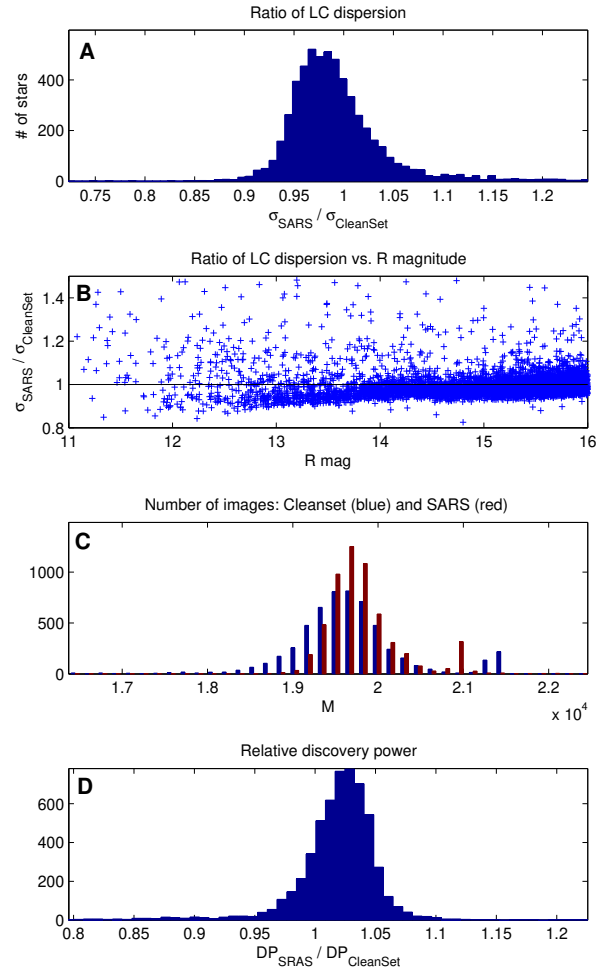 Ratio of LC dispersion
A
# of stars
400
200
0
0.75 0.8 0.85 0.9 0.95 1 1.05 1.1 1.15 1.2
σSARS / σCleanSet
Ratio of LC dispersion vs. R magnitude
B
σSARS / σCleanSet
1.4
1.2
1
0.8
11 12 13 14 15 16
R mag
Number of images: Cleanset (blue) and SARS (red)
C
1000
500
0
1.7 1.8 1.9 2 2.1 2.2
M
x 10^4
Relative discovery power
D
600
400
200
0
0.8 0.85 0.9 0.95 1 1.05 1.1 1.15 1.2
DPSRAS / DPCleanSet